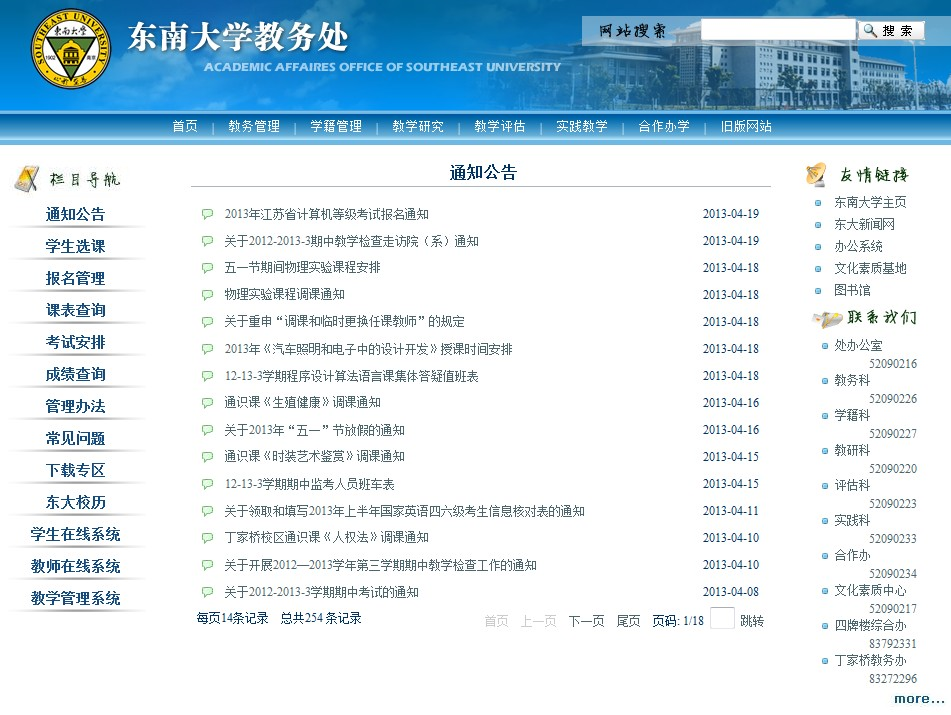 东南大学教务处
ACADEMIC AFFAIRES OFFICE OF SOUTHEAST UNIVERSITY
SOUTHEAST UNIVERSITY
东南大学
1902 南京
网站搜索
搜 索
首页 | 教务管理 | 学籍管理 | 教学研究 | 教学评估 | 实践教学 | 合作办学 | 旧版网站
栏目导航
通知公告
学生选课
报名管理
课表查询
考试安排
成绩查询
管理办法
常见问题
下载专区
东大校历
学生在线系统
教师在线系统
教学管理系统
通知公告
2013年江苏省计算机等级考试报名通知 2013-04-19
关于2012-2013-3期中教学检查走访院（系）通知 2013-04-19
五一节期间物理实验课程安排 2013-04-18
物理实验课程调课通知 2013-04-18
关于重申“调课和临时更换任课教师”的规定 2013-04-18
2013年《汽车照明和电子中的设计开发》授课时间安排 2013-04-18
12-13-3学期程序设计算法语言课集体答疑值班表 2013-04-18
通识课《生殖健康》调课通知 2013-04-16
关于2013年“五一”节放假的通知 2013-04-16
通识课《时装艺术鉴赏》调课通知 2013-04-15
12-13-3学期期中监考人员班车表 2013-04-15
关于领取和填写2013年上半年国家英语四六级考生信息核对表的通知 2013-04-11
丁家桥校区通识课《人权法》调课通知 2013-04-10
关于开展2012—2013学年第三学期期中教学检查工作的通知 2013-04-10
关于2012-2013-3学期期中考试的通知 2013-04-08
每页14条记录 总共254条记录 首页 上一页 下一页 尾页 页码: 1/18 跳转
友情链接
东南大学主页
东大新闻网
办公系统
文化素质基地
图书馆
联系我们
处办公室
52090216
教务科
52090226
学籍科
52090227
教研科
52090220
评估科
52090223
实践科
52090233
合作办
52090234
文化素质中心
52090217
四牌楼综合办
83792331
丁家桥教务办
83272296
more...